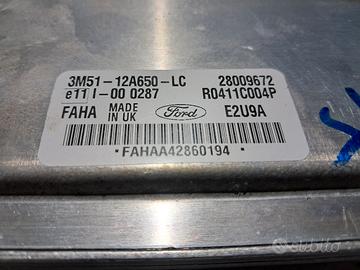 3M51-12A650-LC 28009672
e11 I-00 0287 R0411C004P
FAHA MADE IN UK Ford E2U9A
*FAHAA42860194*
subito